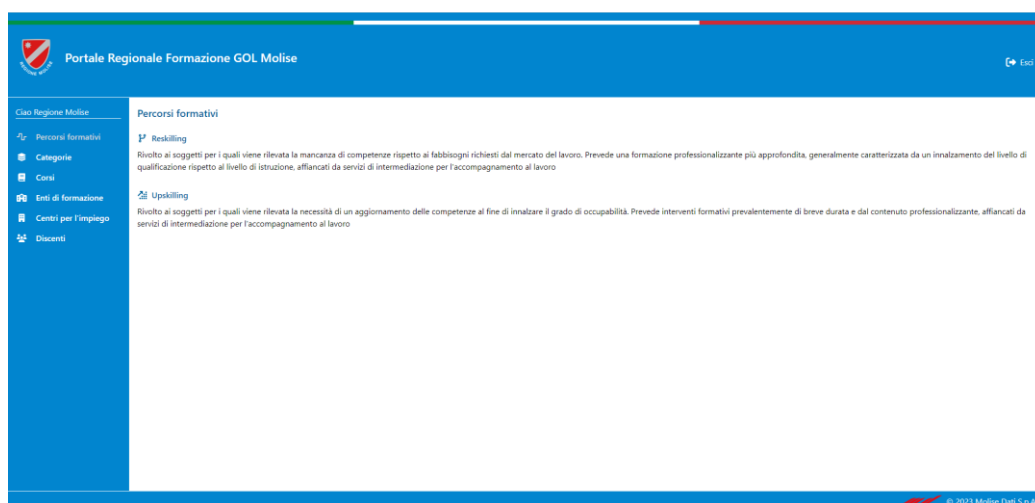 REGIONE MOLISE
Portale Regionale Formazione GOL Molise
Esci
Ciao Regione Molise
Percorsi formativi
Categorie
Corsi
Enti di formazione
Centri per l'impiego
Discenti
Percorsi formativi
Reskilling
Rivolto ai soggetti per i quali viene rilevata la mancanza di competenze rispetto ai fabbisogni richiesti dal mercato del lavoro. Prevede una formazione professionalizzante più approfondita, generalmente caratterizzata da un innalzamento del livello di
qualificazione rispetto al livello di istruzione, affiancati da servizi di intermediazione per l'accompagnamento al lavoro
Upskilling
Rivolto ai soggetti per i quali viene rilevata la necessità di un aggiornamento delle competenze al fine di innalzare il grado di occupabilità. Prevede interventi formativi prevalentemente di breve durata e dal contenuto professionalizzante, affiancati da
servizi di intermediazione per l'accompagnamento al lavoro
© 2023 Molise Dati S.p.A